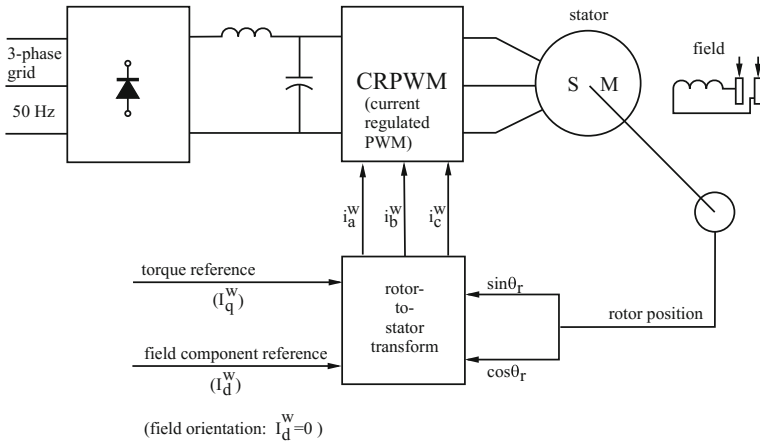 stator
3-phase
grid
50 Hz
CRPWM
(current
regulated
PWM)
S M
field
i_a^w
i_b^w
i_c^w
torque reference
(I_q^w)
rotor-
to-
stator
transform
sinθ_r
rotor position
field component reference
(I_d^w)
cosθ_r
(field orientation: I_d^w=0 )